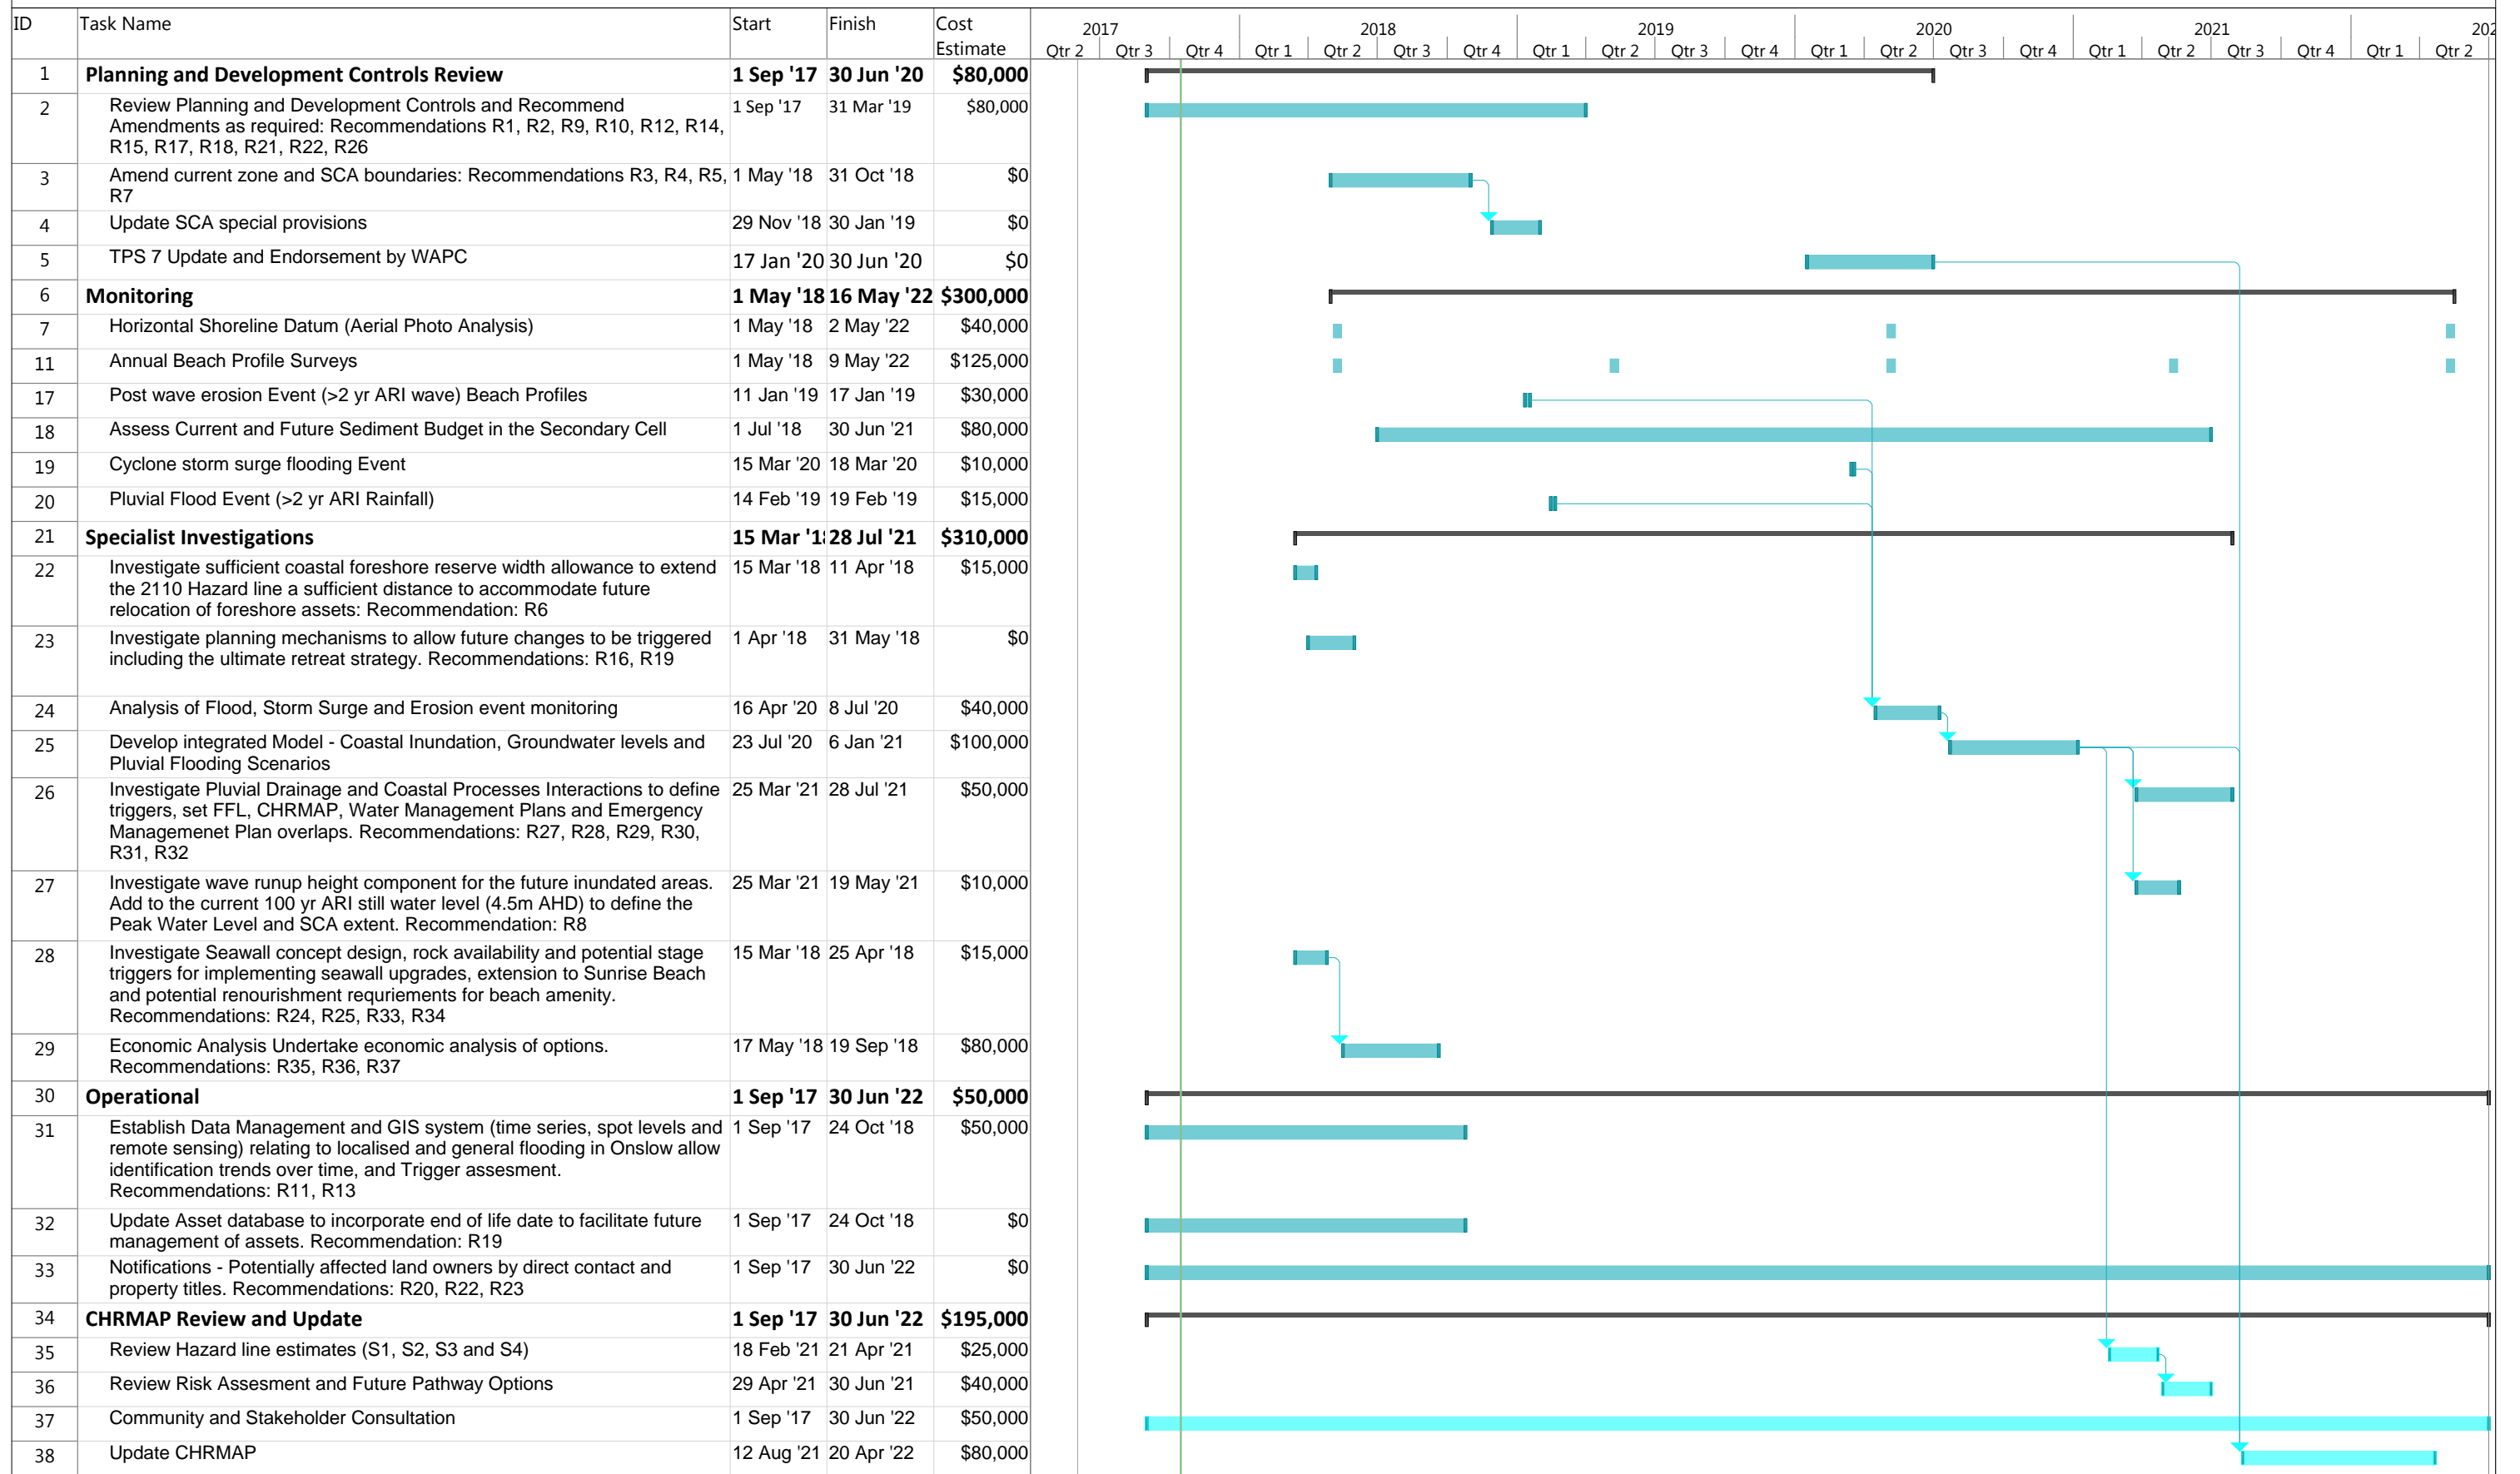 ID Task Name Start Finish Cost Estimate 2017 2018 2019 2020 2021 202
Qtr 2 Qtr 3 Qtr 4 Qtr 1 Qtr 2 Qtr 3 Qtr 4 Qtr 1 Qtr 2 Qtr 3 Qtr 4 Qtr 1 Qtr 2 Qtr 3 Qtr 4 Qtr 1 Qtr 2 Qtr 3 Qtr 4 Qtr 1 Qtr 2
1 Planning and Development Controls Review 1 Sep '17 30 Jun '20 $80,000
2 Review Planning and Development Controls and Recommend 1 Sep '17 31 Mar '19 $80,000
Amendments as required: Recommendations R1, R2, R9, R10, R12, R14,
R15, R17, R18, R21, R22, R26
3 Amend current zone and SCA boundaries: Recommendations R3, R4, R5, 1 May '18 31 Oct '18 $0
R7
4 Update SCA special provisions 29 Nov '18 30 Jan '19 $0
5 TPS 7 Update and Endorsement by WAPC 17 Jan '20 30 Jun '20 $0
6 Monitoring 1 May '18 16 May '22 $300,000
7 Horizontal Shoreline Datum (Aerial Photo Analysis) 1 May '18 2 May '22 $40,000
11 Annual Beach Profile Surveys 1 May '18 9 May '22 $125,000
17 Post wave erosion Event (>2 yr ARI wave) Beach Profiles 11 Jan '19 17 Jan '19 $30,000
18 Assess Current and Future Sediment Budget in the Secondary Cell 1 Jul '18 30 Jun '21 $80,000
19 Cyclone storm surge flooding Event 15 Mar '20 18 Mar '20 $10,000
20 Pluvial Flood Event (>2 yr ARI Rainfall) 14 Feb '19 19 Feb '19 $15,000
21 Specialist Investigations 15 Mar '18 28 Jul '21 $310,000
22 Investigate sufficient coastal foreshore reserve width allowance to extend 15 Mar '18 11 Apr '18 $15,000
the 2110 Hazard line a sufficient distance to accommodate future
relocation of foreshore assets: Recommendation: R6
23 Investigate planning mechanisms to allow future changes to be triggered 1 Apr '18 31 May '18 $0
including the ultimate retreat strategy. Recommendations: R16, R19
24 Analysis of Flood, Storm Surge and Erosion event monitoring 16 Apr '20 8 Jul '20 $40,000
25 Develop integrated Model - Coastal Inundation, Groundwater levels and 23 Jul '20 6 Jan '21 $100,000
Pluvial Flooding Scenarios
26 Investigate Pluvial Drainage and Coastal Processes Interactions to define 25 Mar '21 28 Jul '21 $50,000
triggers, set FFL, CHRMAP, Water Management Plans and Emergency
Managemenet Plan overlaps. Recommendations: R27, R28, R29, R30,
R31, R32
27 Investigate wave runup height component for the future inundated areas. 25 Mar '21 19 May '21 $10,000
Add to the current 100 yr ARI still water level (4.5m AHD) to define the
Peak Water Level and SCA extent. Recommendation: R8
28 Investigate Seawall concept design, rock availability and potential stage 15 Mar '18 25 Apr '18 $15,000
triggers for implementing seawall upgrades, extension to Sunrise Beach
and potential renourishment requriements for beach amenity.
Recommendations: R24, R25, R33, R34
29 Economic Analysis Undertake economic analysis of options. 17 May '18 19 Sep '18 $80,000
Recommendations: R35, R36, R37
30 Operational 1 Sep '17 30 Jun '22 $50,000
31 Establish Data Management and GIS system (time series, spot levels and 1 Sep '17 24 Oct '18 $50,000
remote sensing) relating to localised and general flooding in Onslow allow
identification trends over time, and Trigger assesment.
Recommendations: R11, R13
32 Update Asset database to incorporate end of life date to facilitate future 1 Sep '17 24 Oct '18 $0
management of assets. Recommendation: R19
33 Notifications - Potentially affected land owners by direct contact and 1 Sep '17 30 Jun '22 $0
property titles. Recommendations: R20, R22, R23
34 CHRMAP Review and Update 1 Sep '17 30 Jun '22 $195,000
35 Review Hazard line estimates (S1, S2, S3 and S4) 18 Feb '21 21 Apr '21 $25,000
36 Review Risk Assesment and Future Pathway Options 29 Apr '21 30 Jun '21 $40,000
37 Community and Stakeholder Consultation 1 Sep '17 30 Jun '22 $50,000
38 Update CHRMAP 12 Aug '21 20 Apr '22 $80,000